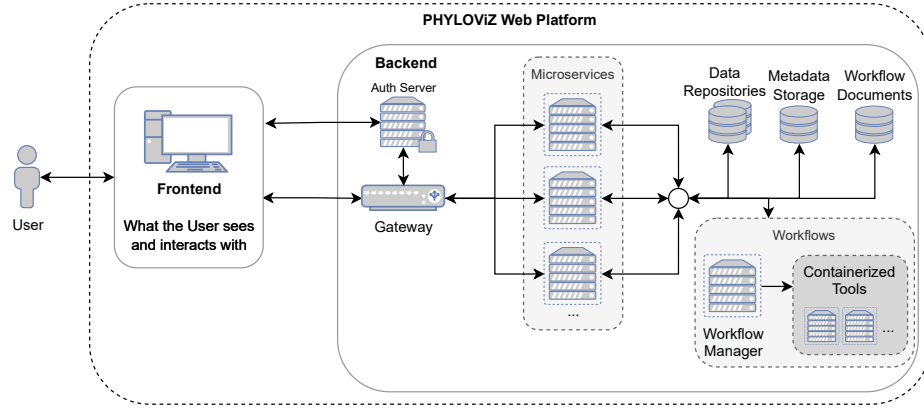 PHYLOViZ Web Platform
Backend
Auth Server
Microservices
Data
Repositories
Metadata
Storage
Workflow
Documents
Frontend
User
What the User sees
and interacts with
Gateway
Workflows
Containerized
Tools
...
Workflow
Manager
...